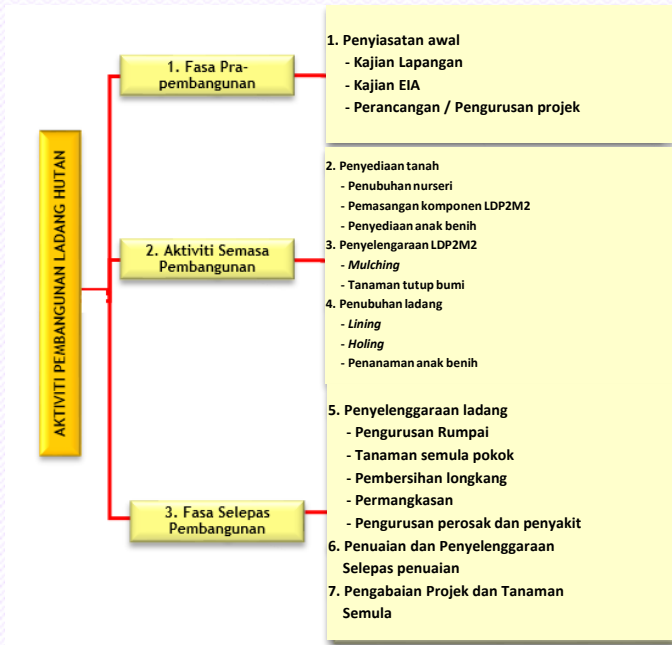 AKTIVITI PEMBANGUNAN LADANG HUTAN
1. Fasa Pra-
pembangunan
1. Penyiasatan awal
- Kajian Lapangan
- Kajian EIA
- Perancangan / Pengurusan projek
2. Aktiviti Semasa
Pembangunan
2. Penyediaan tanah
- Penubuhan nurseri
- Pemasangan komponen LDP2M2
- Penyediaan anak benih
3. Penyelengaraan LDP2M2
- Mulching
- Tanaman tutup bumi
4. Penubuhan ladang
- Lining
- Holing
- Penanaman anak benih
3. Fasa Selepas
Pembangunan
5. Penyelenggaraan ladang
- Pengurusan Rumpai
- Tanaman semula pokok
- Pembersihan longkang
- Permangkasan
- Pengurusan perosak dan penyakit
6. Penuaian dan Penyelenggaraan
Selepas penuaian
7. Pengabaian Projek dan Tanaman
Semula